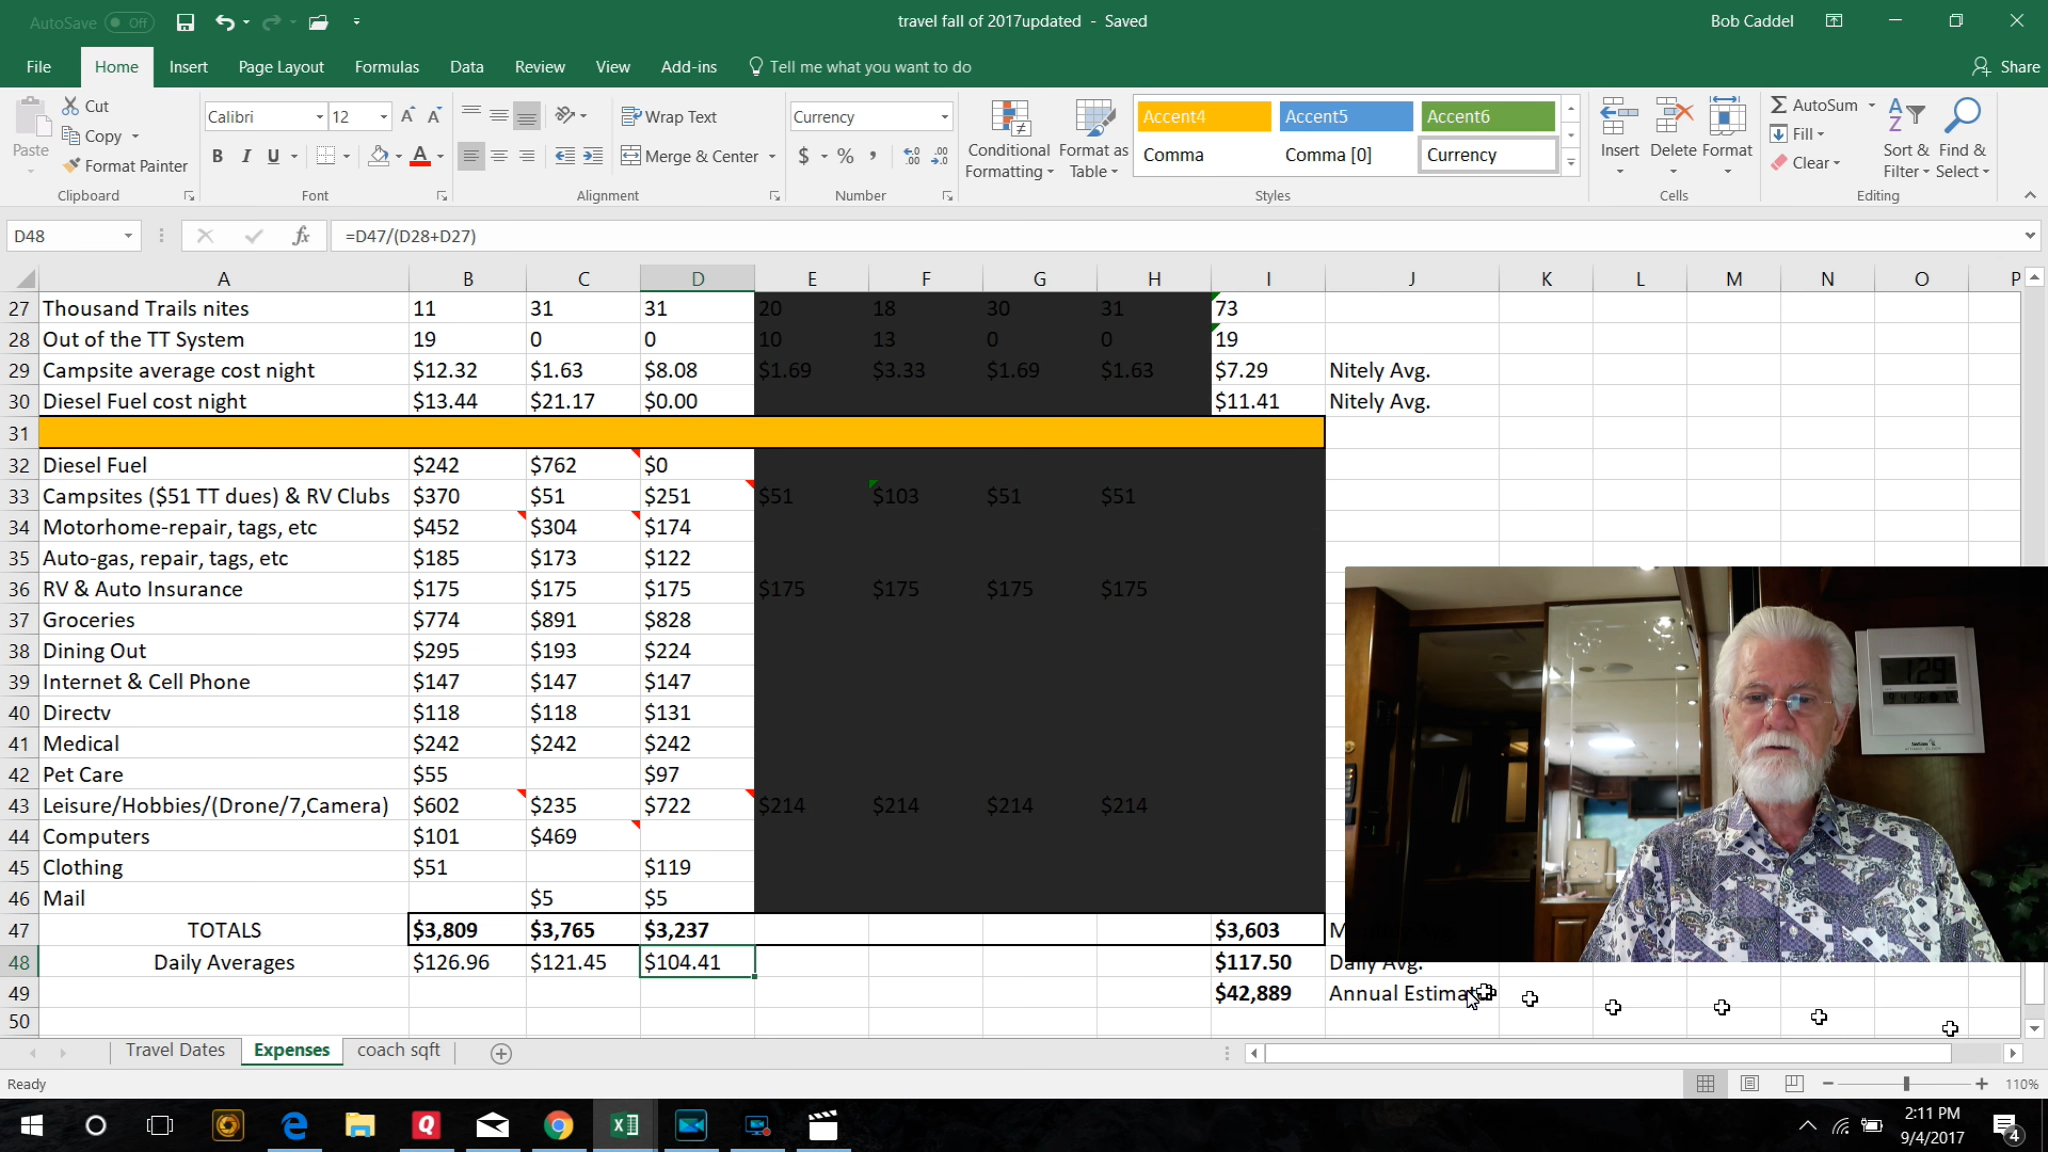 AutoSave Off travel fall of 2017updated - Saved Bob Caddel
File Home Insert Page Layout Formulas Data Review View Add-ins Tell me what you want to do Share
Paste Cut Copy Format Painter Clipboard
Calibri 12 B I U Font
Wrap Text Merge & Center Alignment
Currency $ % , Number
Conditional Formatting Format as Table
Accent4 Accent5 Accent6
Comma Comma [0] Currency
Styles
Insert Delete Format Cells
AutoSum Fill Clear Sort & Filter Find & Select Editing
D48 fx =D47/(D28+D27)
A B C D E F G H I J K L M N O P
27 Thousand Trails nites 11 31 31 20 18 30 31 73
28 Out of the TT System 19 0 0 10 13 0 0 19
29 Campsite average cost night $12.32 $1.63 $8.08 $1.69 $3.33 $1.69 $1.63 $7.29 Nitely Avg.
30 Diesel Fuel cost night $13.44 $21.17 $0.00 $11.41 Nitely Avg.
31
32 Diesel Fuel $242 $762 $0
33 Campsites ($51 TT dues) & RV Clubs $370 $51 $251 $51 $103 $51 $51
34 Motorhome-repair, tags, etc $452 $304 $174
35 Auto-gas, repair, tags, etc $185 $173 $122
36 RV & Auto Insurance $175 $175 $175 $175 $175 $175 $175
37 Groceries $774 $891 $828
38 Dining Out $295 $193 $224
39 Internet & Cell Phone $147 $147 $147
40 Directv $118 $118 $131
41 Medical $242 $242 $242
42 Pet Care $55 $97
43 Leisure/Hobbies/(Drone/7,Camera) $602 $235 $722 $214 $214 $214 $214
44 Computers $101 $469
45 Clothing $51 $119
46 Mail $5 $5
47 TOTALS $3,809 $3,765 $3,237 $3,603 M
48 Daily Averages $126.96 $121.45 $104.41 $117.50 Daily Avg.
49 $42,889 Annual Estimat
50
1:29
Travel Dates Expenses coach sqft
Ready 110%
2:11 PM
9/4/2017
4